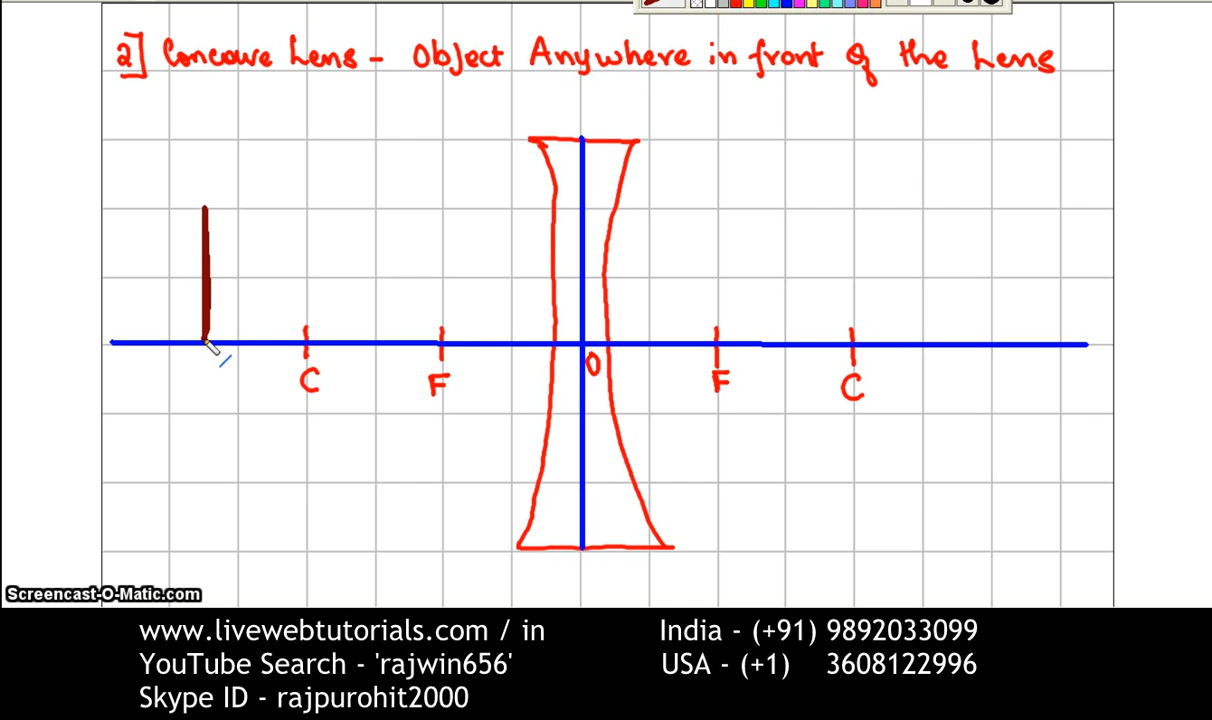 2] Concave Lens - Object Anywhere in front of the Lens
C F O F C
Screencast-O-Matic.com
www.livewebtutorials.com / in India - (+91) 9892033099
YouTube Search - 'rajwin656' USA - (+1) 3608122996
Skype ID - rajpurohit2000